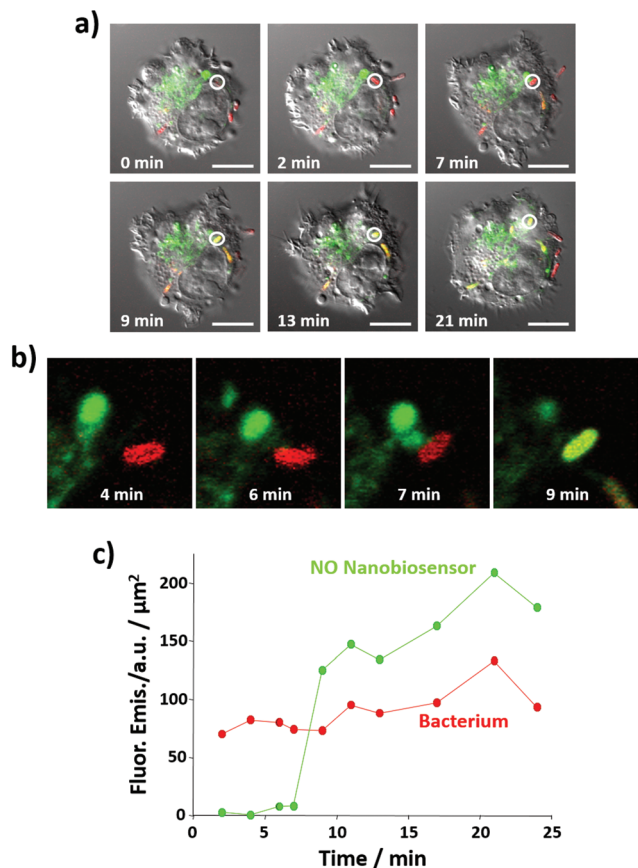 a)
0 min
2 min
7 min
9 min
13 min
21 min
b)
4 min
6 min
7 min
9 min
c)
NO Nanobiosensor
Bacterium
Fluor. Emis./a.u. / µm²
200
150
100
50
0
0 5 10 15 20 25
Time / min